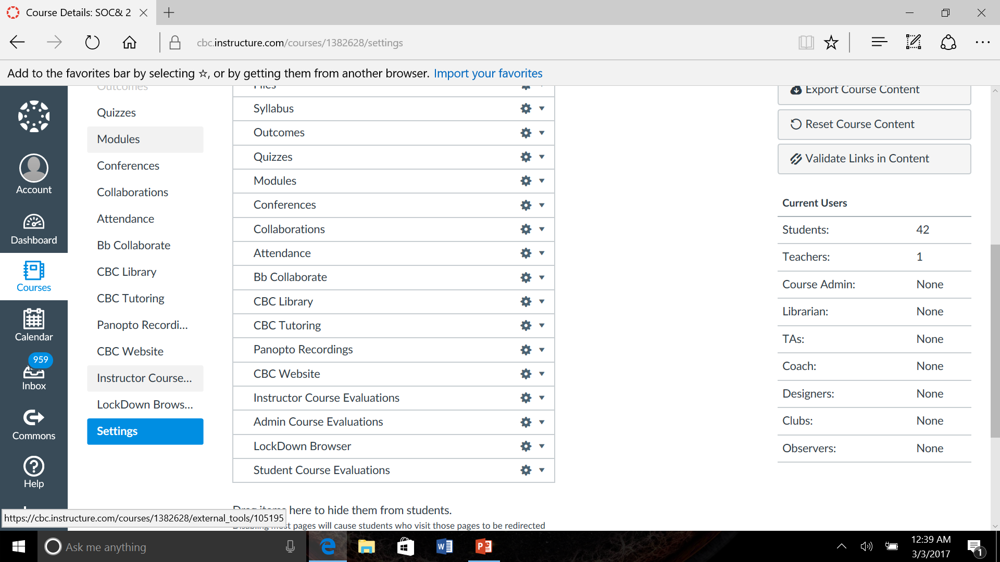 Course Details: SOC& 2
cbc.instructure.com/courses/1382628/settings
Add to the favorites bar by selecting ☆, or by getting them from another browser. Import your favorites
Account
Dashboard
Courses
Calendar
959
Inbox
Commons
Help
Outcomes
Quizzes
Modules
Conferences
Collaborations
Attendance
Bb Collaborate
CBC Library
CBC Tutoring
Panopto Recordi...
CBC Website
Instructor Course...
LockDown Brows...
Settings
Files
Syllabus
Outcomes
Quizzes
Modules
Conferences
Collaborations
Attendance
Bb Collaborate
CBC Library
CBC Tutoring
Panopto Recordings
CBC Website
Instructor Course Evaluations
Admin Course Evaluations
LockDown Browser
Student Course Evaluations
Drag items here to hide them from students.
Disabling most pages will cause students who visit those pages to be redirected
Export Course Content
Reset Course Content
Validate Links in Content
Current Users
Students: 42
Teachers: 1
Course Admin: None
Librarian: None
TAs: None
Coach: None
Designers: None
Clubs: None
Observers: None
https://cbc.instructure.com/courses/1382628/external_tools/105195
Ask me anything
12:39 AM
3/3/2017
1